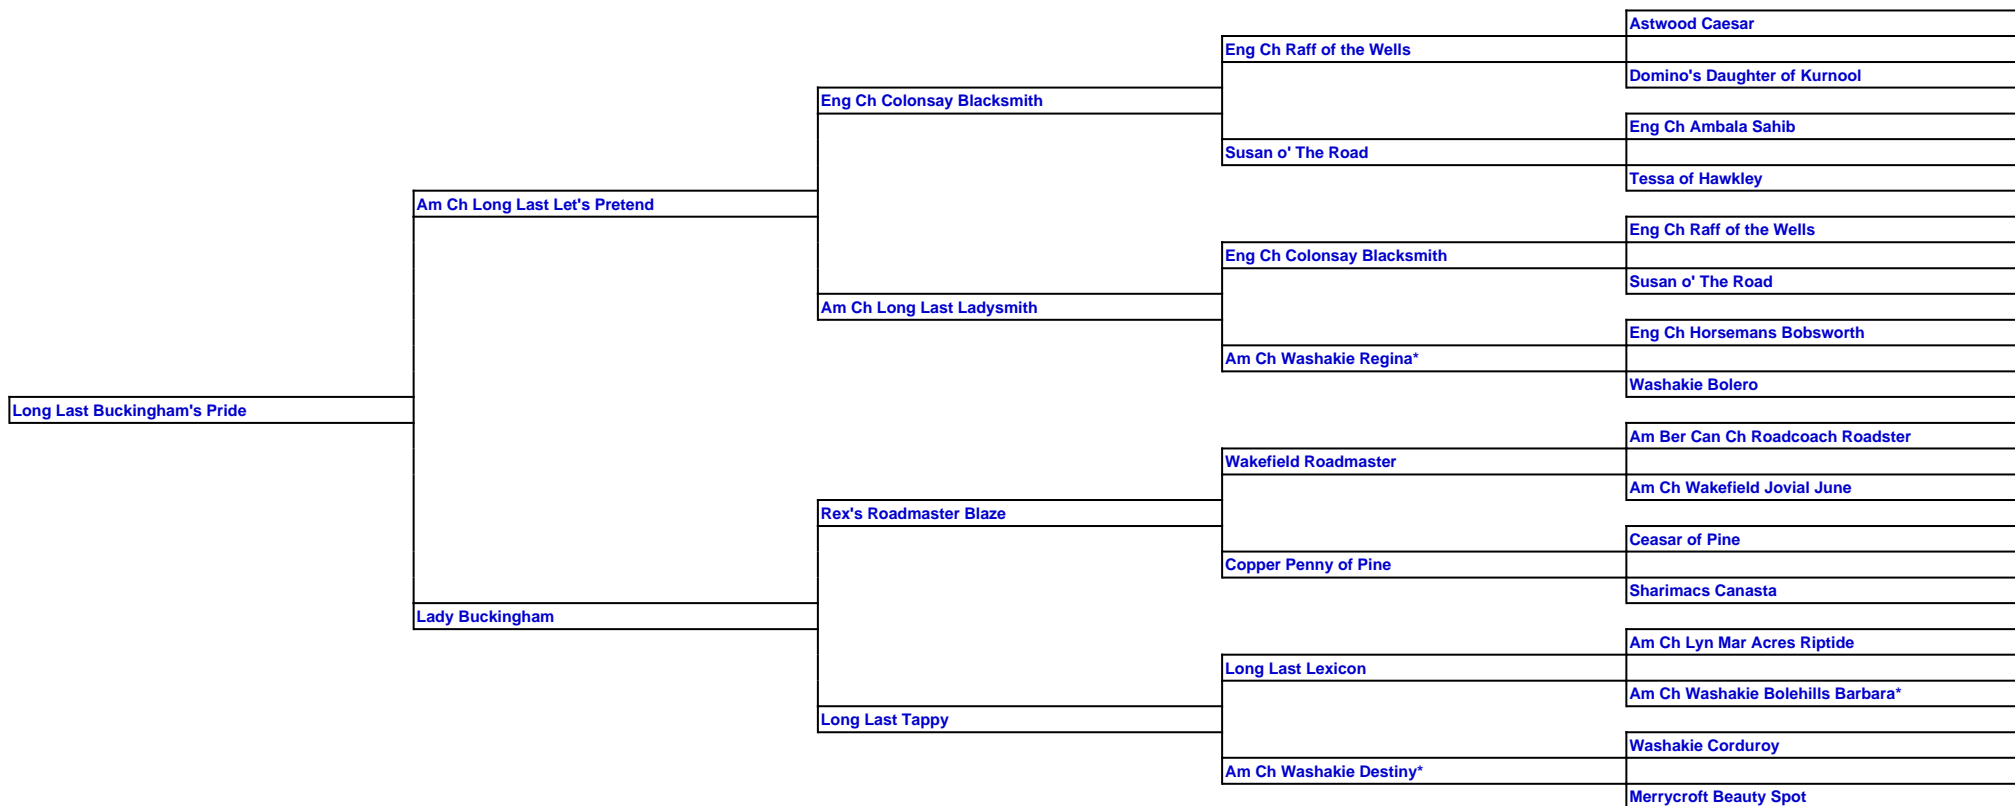 Astwood Caesar
Eng Ch Raff of the Wells
Domino's Daughter of Kurnool
Eng Ch Colonsay Blacksmith
Eng Ch Ambala Sahib
Susan o' The Road
Tessa of Hawkley
Am Ch Long Last Let's Pretend
Eng Ch Raff of the Wells
Eng Ch Colonsay Blacksmith
Susan o' The Road
Am Ch Long Last Ladysmith
Eng Ch Horsemans Bobsworth
Am Ch Washakie Regina*
Washakie Bolero
Long Last Buckingham's Pride
Am Ber Can Ch Roadcoach Roadster
Wakefield Roadmaster
Am Ch Wakefield Jovial June
Rex's Roadmaster Blaze
Ceasar of Pine
Copper Penny of Pine
Sharimacs Canasta
Lady Buckingham
Am Ch Lyn Mar Acres Riptide
Long Last Lexicon
Am Ch Washakie Bolehills Barbara*
Long Last Tappy
Washakie Corduroy
Am Ch Washakie Destiny*
Merrycroft Beauty Spot